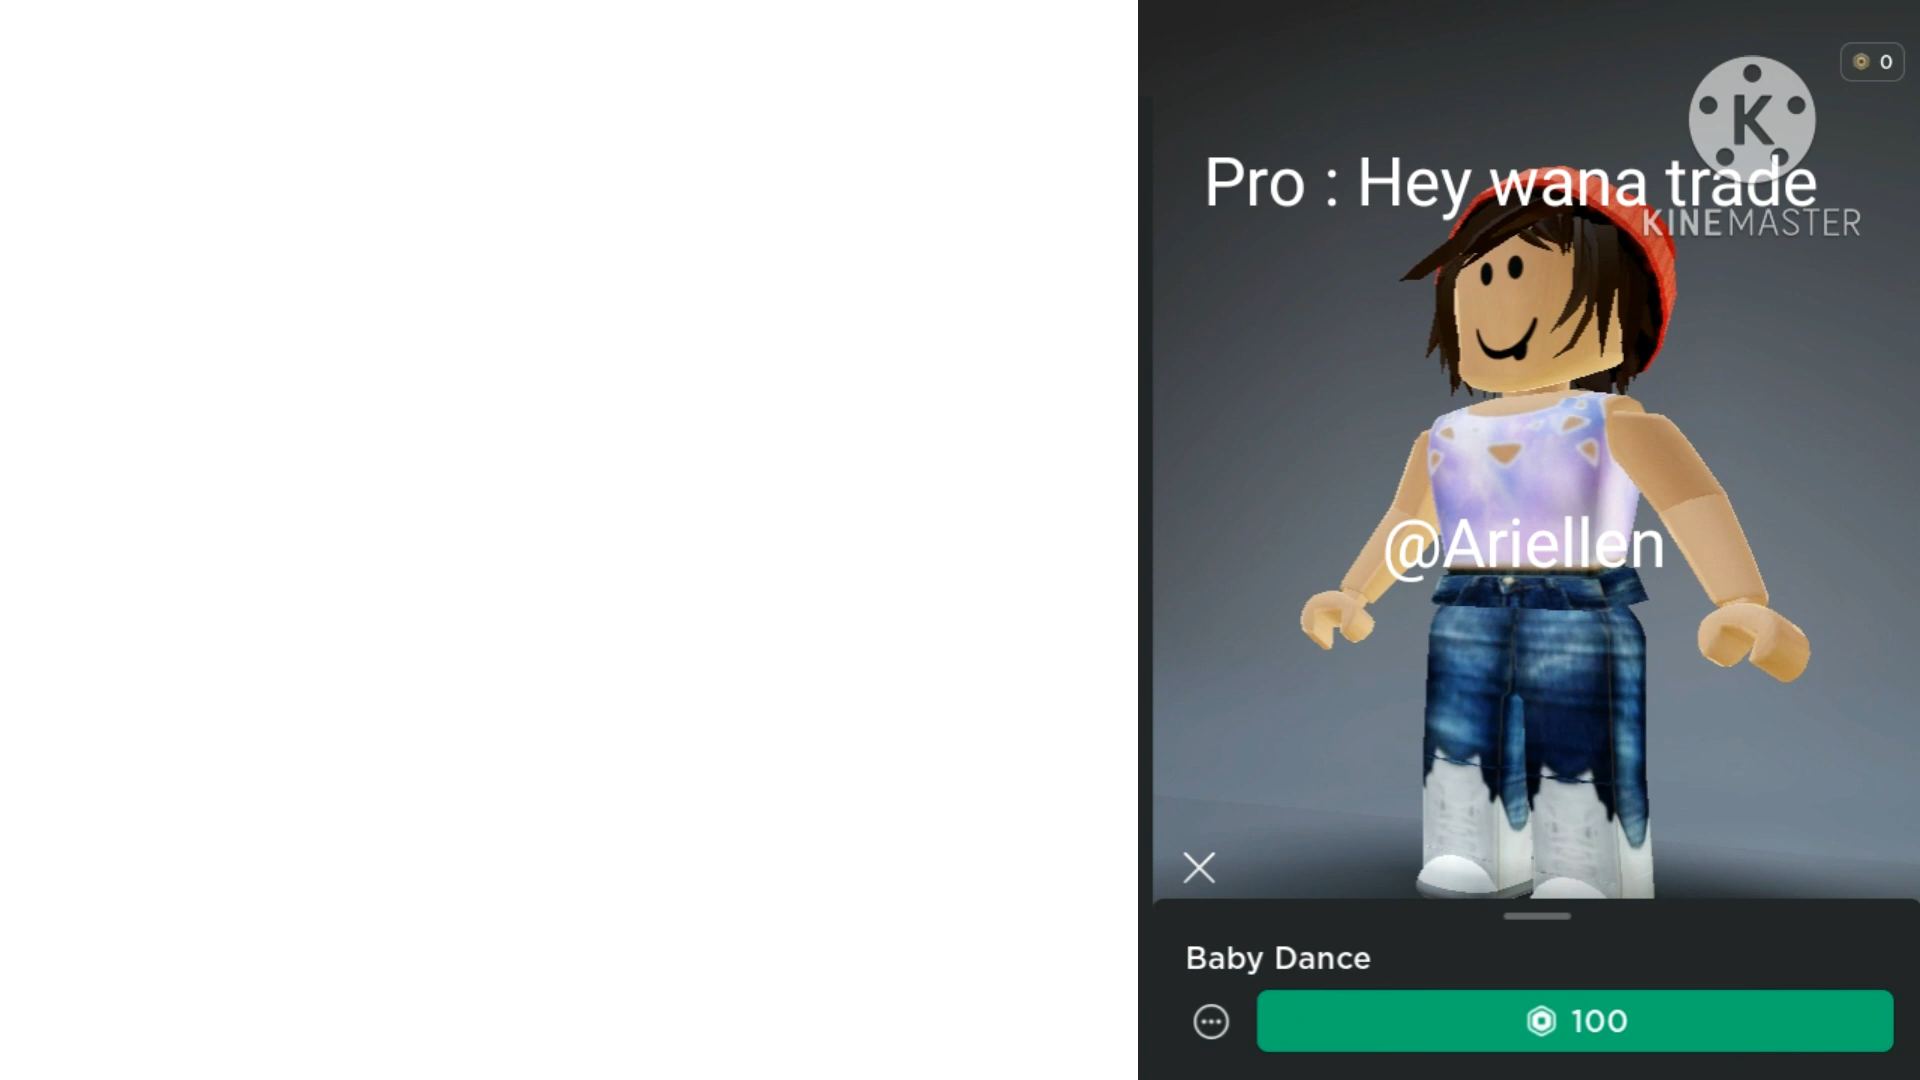 0
K
Pro : Hey wana trade
KINEMASTER
@Ariellen
Baby Dance
100